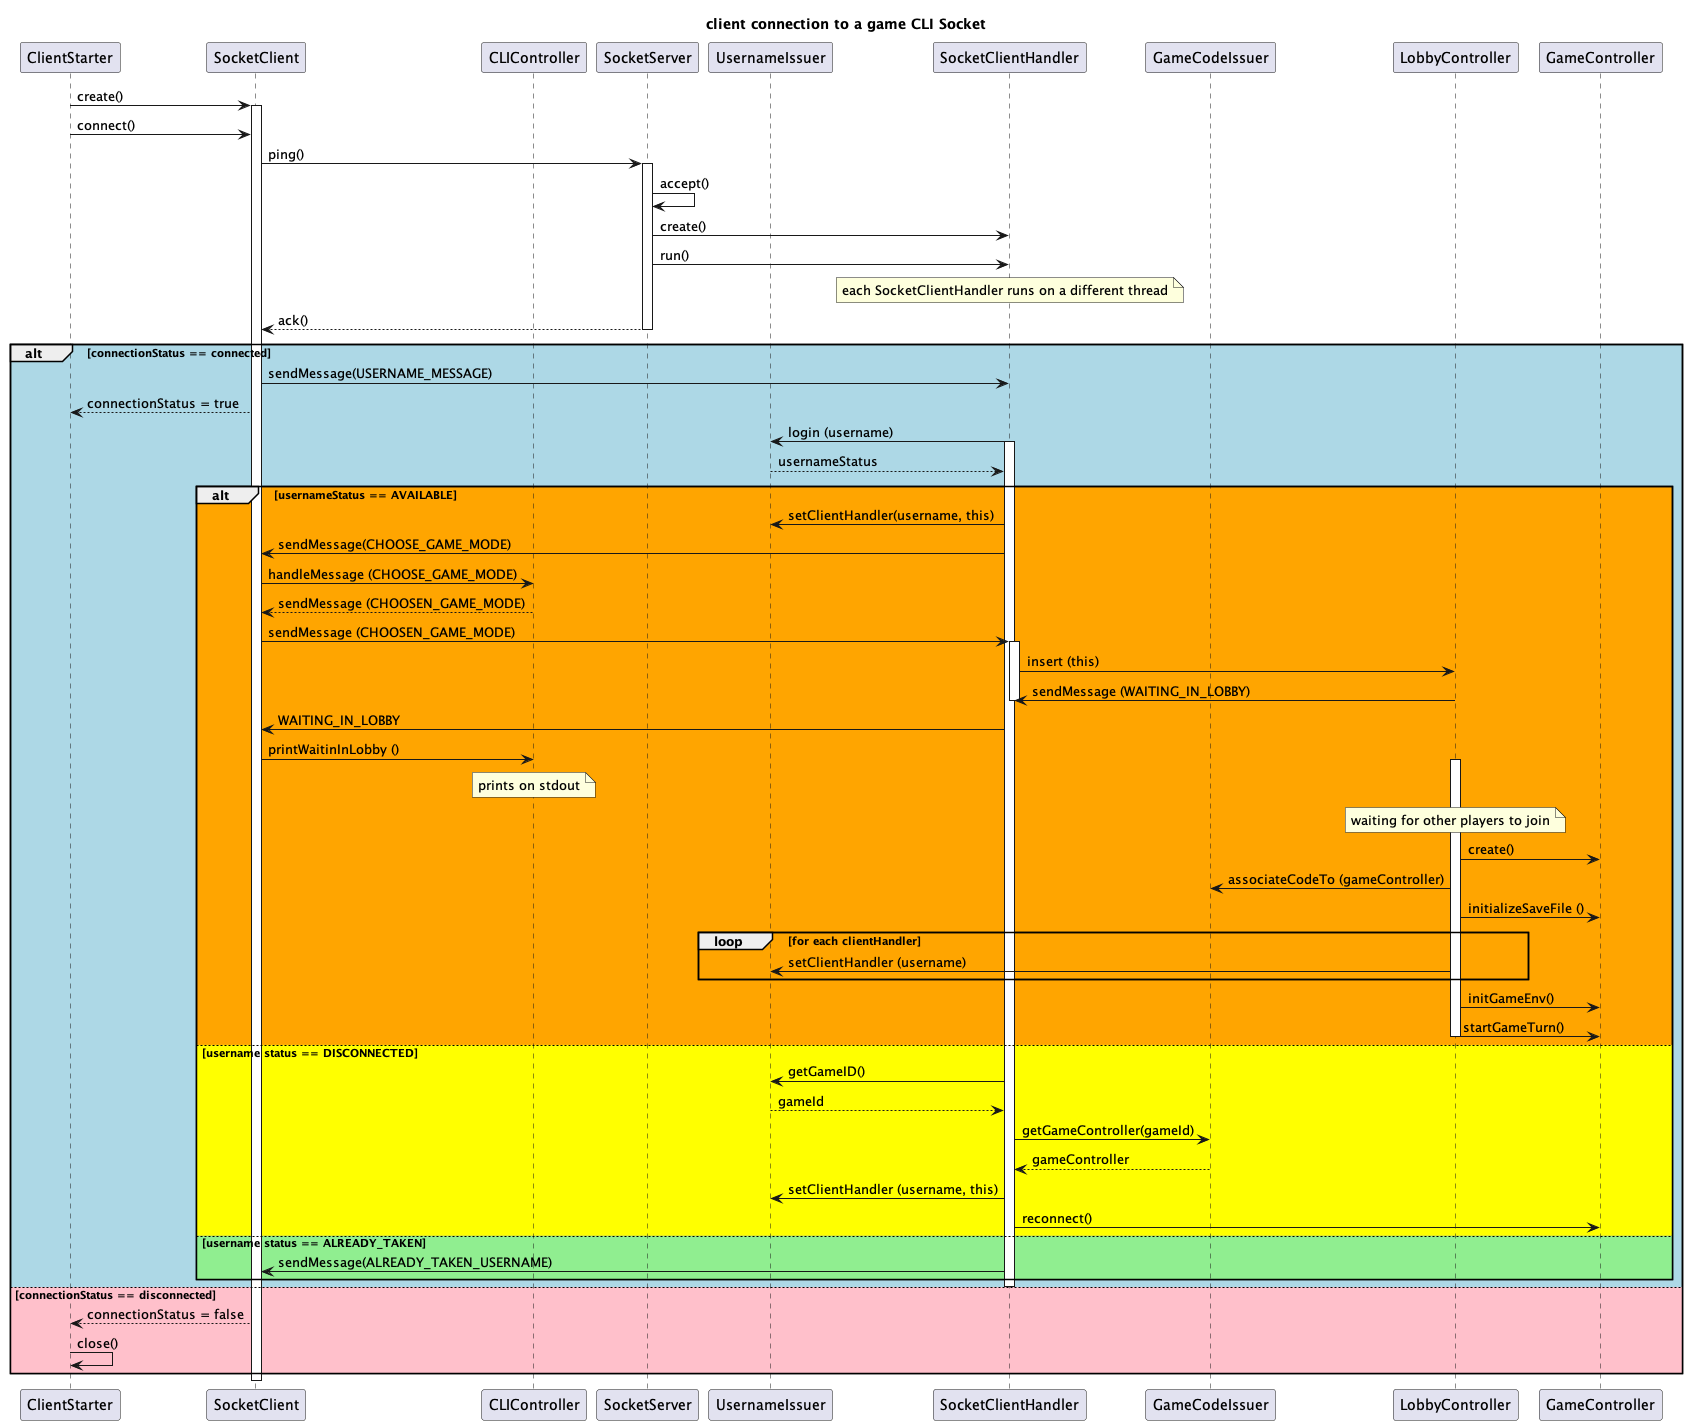 client connection to a game CLI Socket
ClientStarter SocketClient CLIController SocketServer UsernameIssuer SocketClientHandler GameCodeIssuer LobbyController GameController
create()
connect()
ping()
accept()
create()
run()
each SocketClientHandler runs on a different thread
ack()
alt [connectionStatus == connected]
sendMessage(USERNAME_MESSAGE)
connectionStatus = true
login (username)
usernameStatus
alt [usernameStatus == AVAILABLE]
setClientHandler(username, this)
sendMessage(CHOOSE_GAME_MODE)
handleMessage (CHOOSE_GAME_MODE)
sendMessage (CHOOSEN_GAME_MODE)
sendMessage (CHOOSEN_GAME_MODE)
insert (this)
sendMessage (WAITING_IN_LOBBY)
WAITING_IN_LOBBY
printWaitinInLobby ()
prints on stdout
waiting for other players to join
create()
associateCodeTo (gameController)
initializeSaveFile ()
loop [for each clientHandler]
setClientHandler (username)
initGameEnv()
startGameTurn()
[username status == DISCONNECTED]
getGameID()
gameId
getGameController(gameId)
gameController
setClientHandler (username, this)
reconnect()
[username status == ALREADY_TAKEN]
sendMessage(ALREADY_TAKEN_USERNAME)
[connectionStatus == disconnected]
connectionStatus = false
close()
ClientStarter SocketClient CLIController SocketServer UsernameIssuer SocketClientHandler GameCodeIssuer LobbyController GameController